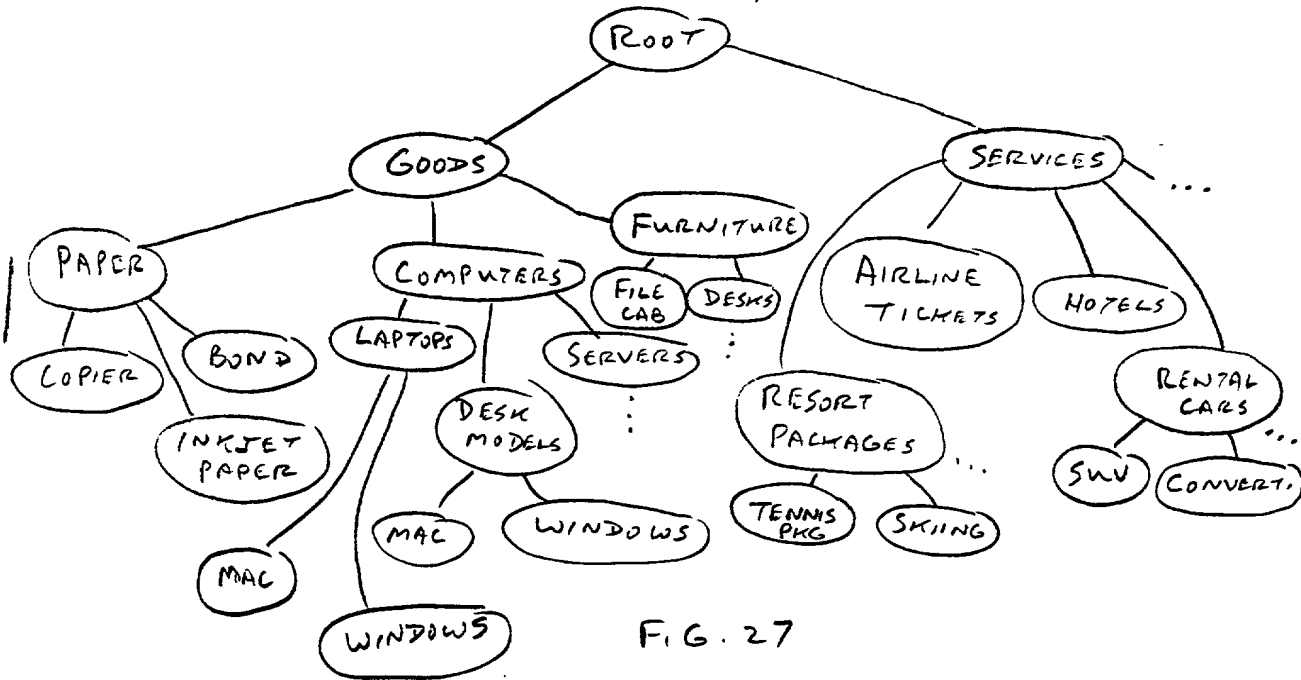 ROOT
GOODS
SERVICES
...
PAPER
COMPUTERS
FURNITURE
AIRLINE
TICKETS
HOTELS
FILE
CAB
DESKS
COPIER
BOND
LAPTOPS
SERVERS
INKJET
PAPER
DESK
MODELS
RESORT
PACKAGES
...
RENTAL
CARS
...
MAC
WINDOWS
TENNIS
PKG
SKIING
SUV
CONVERT.
MAC
WINDOWS
FIG. 27